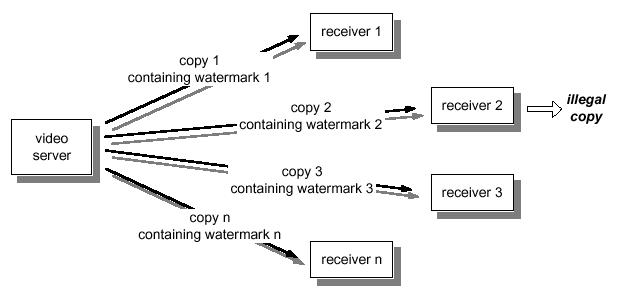 receiver 1
copy 1
containing watermark 1
copy 2
containing watermark 2
receiver 2
illegal
copy
video
server
copy 3
containing watermark 3
receiver 3
copy n
containing watermark n
receiver n